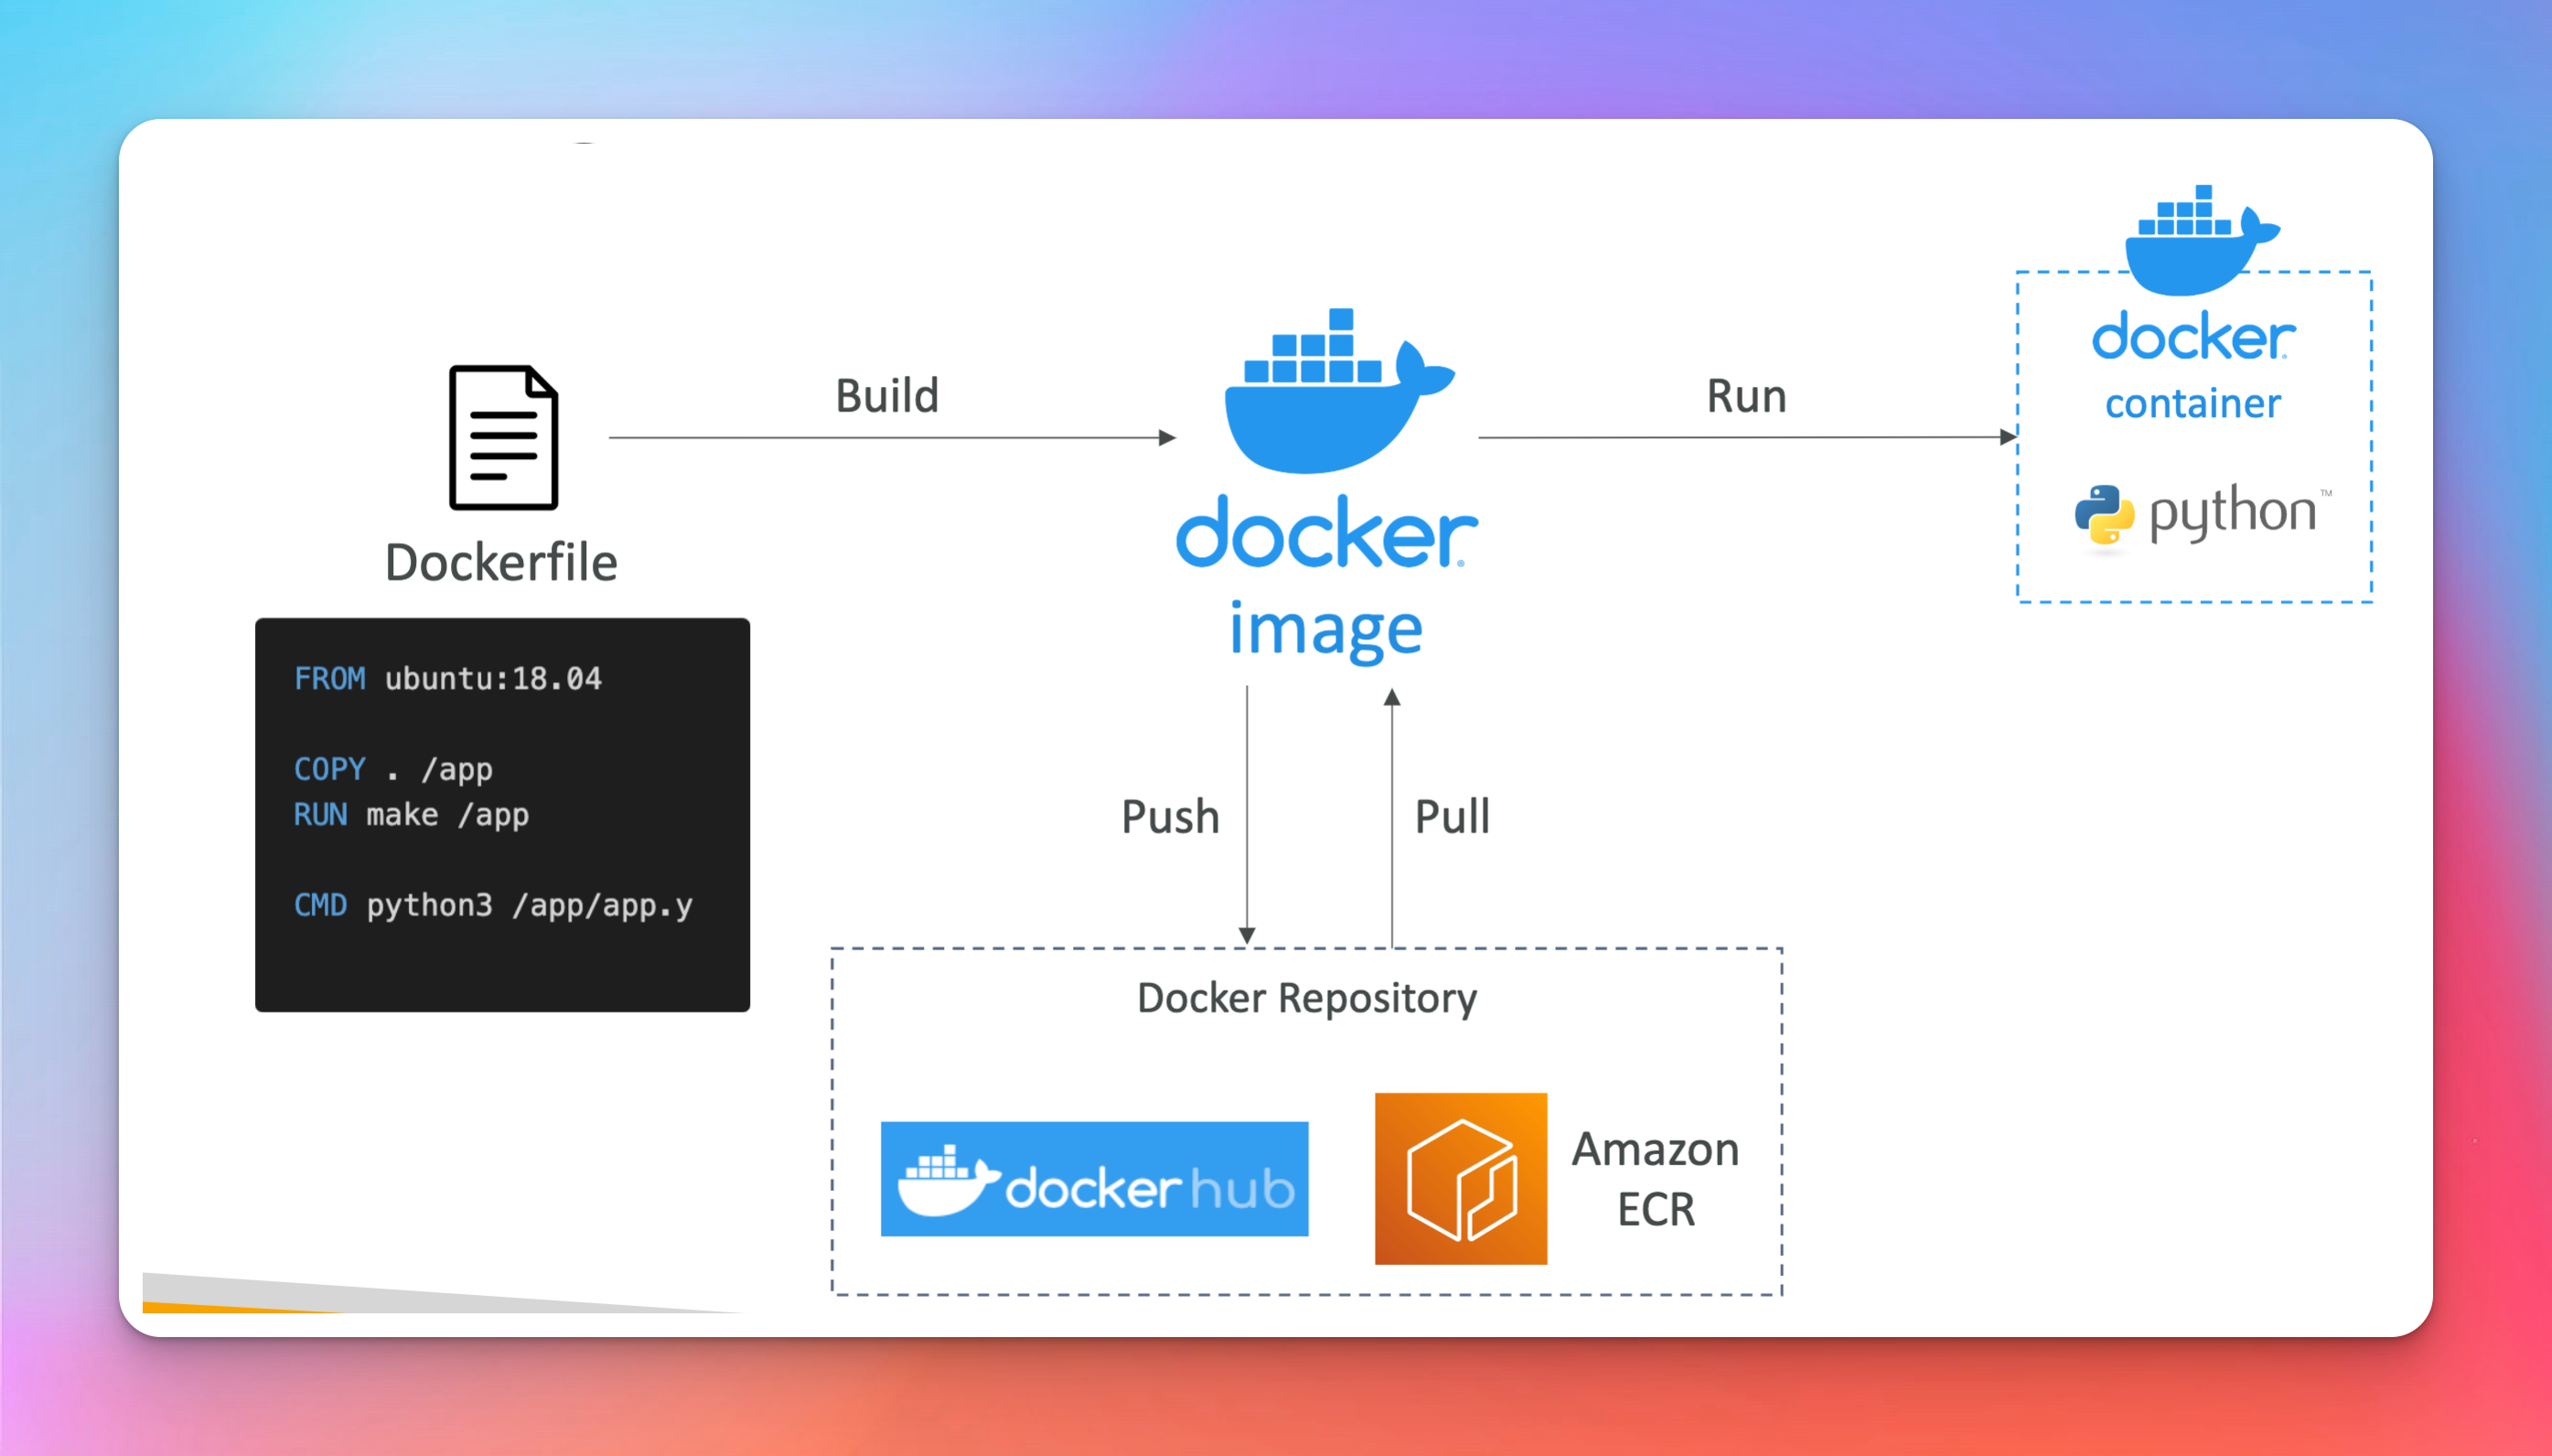 docker
container
python™
Build
Run
Dockerfile
docker®
image
FROM ubuntu:18.04
COPY . /app
RUN make /app
CMD python3 /app/app.y
Push
Pull
Docker Repository
docker hub
Amazon
ECR